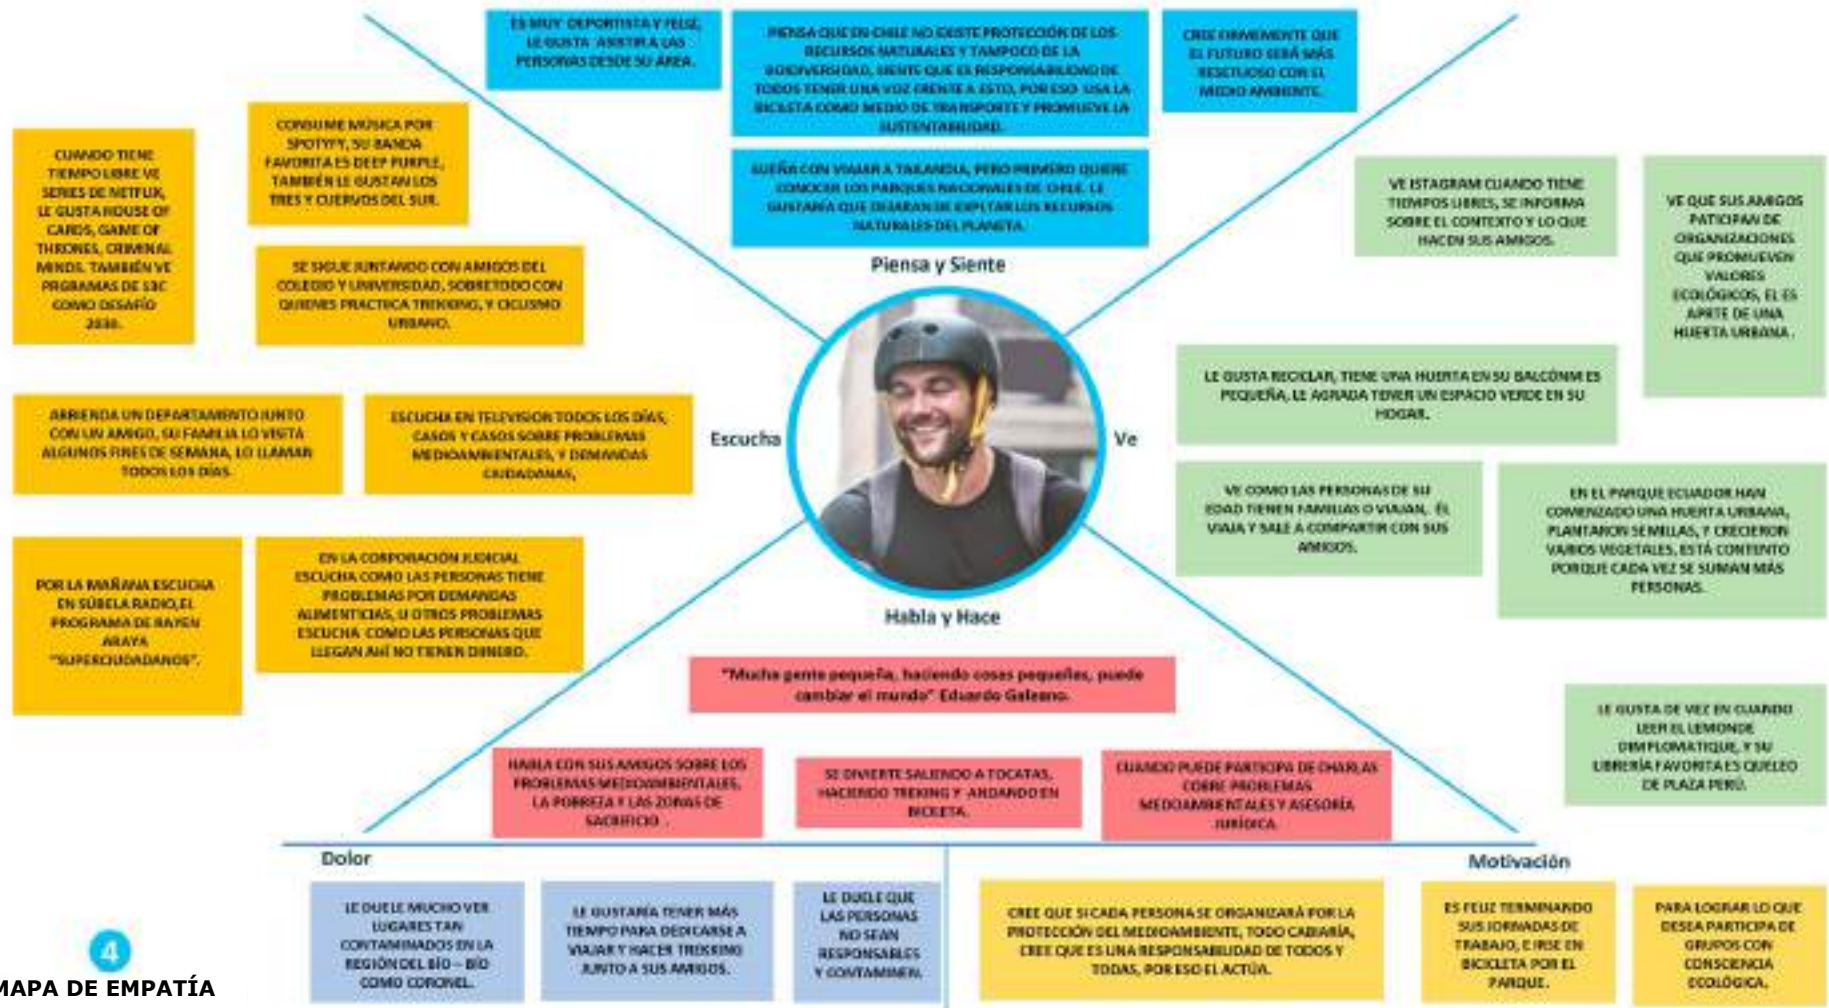 ES MUY DEPORTISTA Y FELIZ,
LE GUSTA ASISTIR A LAS
PERSONAS DESDE SU ÁREA.
PIENSA QUE EN CHILE NO EXISTE PROTECCIÓN DE LOS
RECURSOS NATURALES Y TAMPOCO DE LA
BOIDIVERSIDAD, SIENTE QUE ES RESPONSABILIDAD DE
TODOS TENER UNA VOZ FRENTE A ESTO, POR ESO USA LA
BICILETA COMO MEDIO DE TRANSPORTE Y PROMUEVE LA
SUSTENTABILIDAD.
CREE FIRMEMENTE QUE
EL FUTURO SERÁ MÁS
RESETUOSO CON EL
MEDIO AMBIENTE.
SUEÑA CON VIAJAR A TAILANDIA, PERO PRIMERO QUIERE
CONOCER LOS PARQUES NACIONALES DE CHILE. LE
GUSTARÍA QUE DEJARAN DE EXPLTAR LOS RECURSOS
NATURALES DEL PLANETA.
Piensa y Siente
CUANDO TIENE
TIEMPO LIBRE VE
SERIES DE NETFLIX,
LE GUSTA HOUSE OF
CARDS, GAME OF
THRONES, CRIMINAL
MINDS. TAMBIÉN VE
PRGRAMAS DE 13C
COMO DESAFÍO
2030.
CONSUME MÚSICA POR
SPOTYFY, SU BANDA
FAVORITA ES DEEP PURPLE,
TAMBIÉN LE GUSTAN LOS
TRES Y CUERVOS DEL SUR.
SE SIGUE JUNTANDO CON AMIGOS DEL
COLEGIO Y UNIVERSIDAD, SOBRETODO CON
QUIENES PRACTICA TREKKING, Y CICLISMO
URBANO.
ARRIENDA UN DEPARTAMENTO JUNTO
CON UN AMIGO, SU FAMILIA LO VISITA
ALGUNOS FINES DE SEMANA, LO LLAMAN
TODOS LOS DÍAS.
ESCUCHA EN TELEVISION TODOS LOS DÍAS,
CASOS Y CASOS SOBRE PROBLEMAS
MEDIOAMBIENTALES, Y DEMANDAS
CIUDADANAS,
POR LA MAÑANA ESCUCHA
EN SÚBELA RADIO,EL
PROGRAMA DE RAYEN
ARAYA
"SUPERCIUDADANOS".
EN LA CORPORACIÓN JUDICIAL
ESCUCHA COMO LAS PERSONAS TIENE
PROBLEMAS POR DEMANDAS
ALIMENTICIAS, U OTROS PROBLEMAS
ESCUCHA COMO LAS PERSONAS QUE
LLEGAN AHÍ NO TIENEN DIINERO.
Escucha
Ve
VE ISTAGRAM CUANDO TIENE
TIEMPOS LIBRES, SE INFORMA
SOBRE EL CONTEXTO Y LO QUE
HACEN SUS AMIGOS.
VE QUE SUS AMIGOS
PATICIPAN DE
ORGANIZACIONES
QUE PROMUEVEN
VALORES
ECOLÓGICOS, EL ES
APRTE DE UNA
HUERTA URBANA.
LE GUSTA RECICLAR, TIENE UNA HUERTA EN SU BALCÓNM ES
PEQUEÑA, LE AGRADA TENER UN ESPACIO VERDE EN SU
HOGAR.
VE COMO LAS PERSONAS DE SU
EDAD TIENEN FAMILIAS O VIAJAN, ÉL
VIAJA Y SALE A COMPARTIR CON SUS
AMIGOS.
EN EL PARQUE ECUADOR HAN
COMENZADO UNA HUERTA URBANA,
PLANTARON SEMILLAS, Y CRECIERON
VARIOS VEGETALES, ESTÁ CONTENTO
PORQUE CADA VEZ SE SUMAN MÁS
PERSONAS.
LE GUSTA DE VEZ EN CUANDO
LEER EL LEMONDE
DIMPLOMATIQUE, Y SU
LIBRERÍA FAVORITA ES QUELEO
DE PLAZA PERÚ.
Habla y Hace
"Mucha gente pequeña, haciendo cosas pequeñas, puede
cambiar el mundo" Eduardo Galeano.
HABLA CON SUS AMIGOS SOBRE LOS
PROBLEMAS MEDIOAMBIENTALES,
LA POBREZA Y LAS ZONAS DE
SACRIFICIO .
SE DIVIERTE SALIENDO A TOCATAS,
HACIENDO TREKING Y ANDANDO EN
BICICLETA.
CUANDO PUEDE PARTICIPA DE CHARLAS
COBRE PROBLEMAS
MEDIOAMBIENTALES Y ASESORÍA
JURÍDICA.
Dolor
LE DUELE MUCHO VER
LUGARES TAN
CONTAMINADOS EN LA
REGIÓN DEL BÍO – BÍO
COMO CORONEL.
LE GUSTARÍA TENER MÁS
TIEMPO PARA DEDICARSE A
VIAJAR Y HACER TREKKING
JUNTO A SUS AMIGOS.
LE DUELE QUE
LAS PERSONAS
NO SEAN
RESPONSABLES
Y CONTAMINEN.
Motivación
CREE QUE SI CADA PERSONA SE ORGANIZARÁ POR LA
PROTECCIÓN DEL MEDIOAMBIENTE, TODO CABIARÍA,
CREE QUE ES UNA RESPONSABILIDAD DE TODOS Y
TODAS, POR ESO EL ACTÚA.
ES FELIZ TERMINANDO
SUS JORNADAS DE
TRABAJO, E IRSE EN
BICICLETA POR EL
PARQUE.
PARA LOGRAR LO QUE
DESEA PARTICIPA DE
GRUPOS CON
CONSCIENCIA
ECOLÓGICA.
4
MAPA DE EMPATÍA